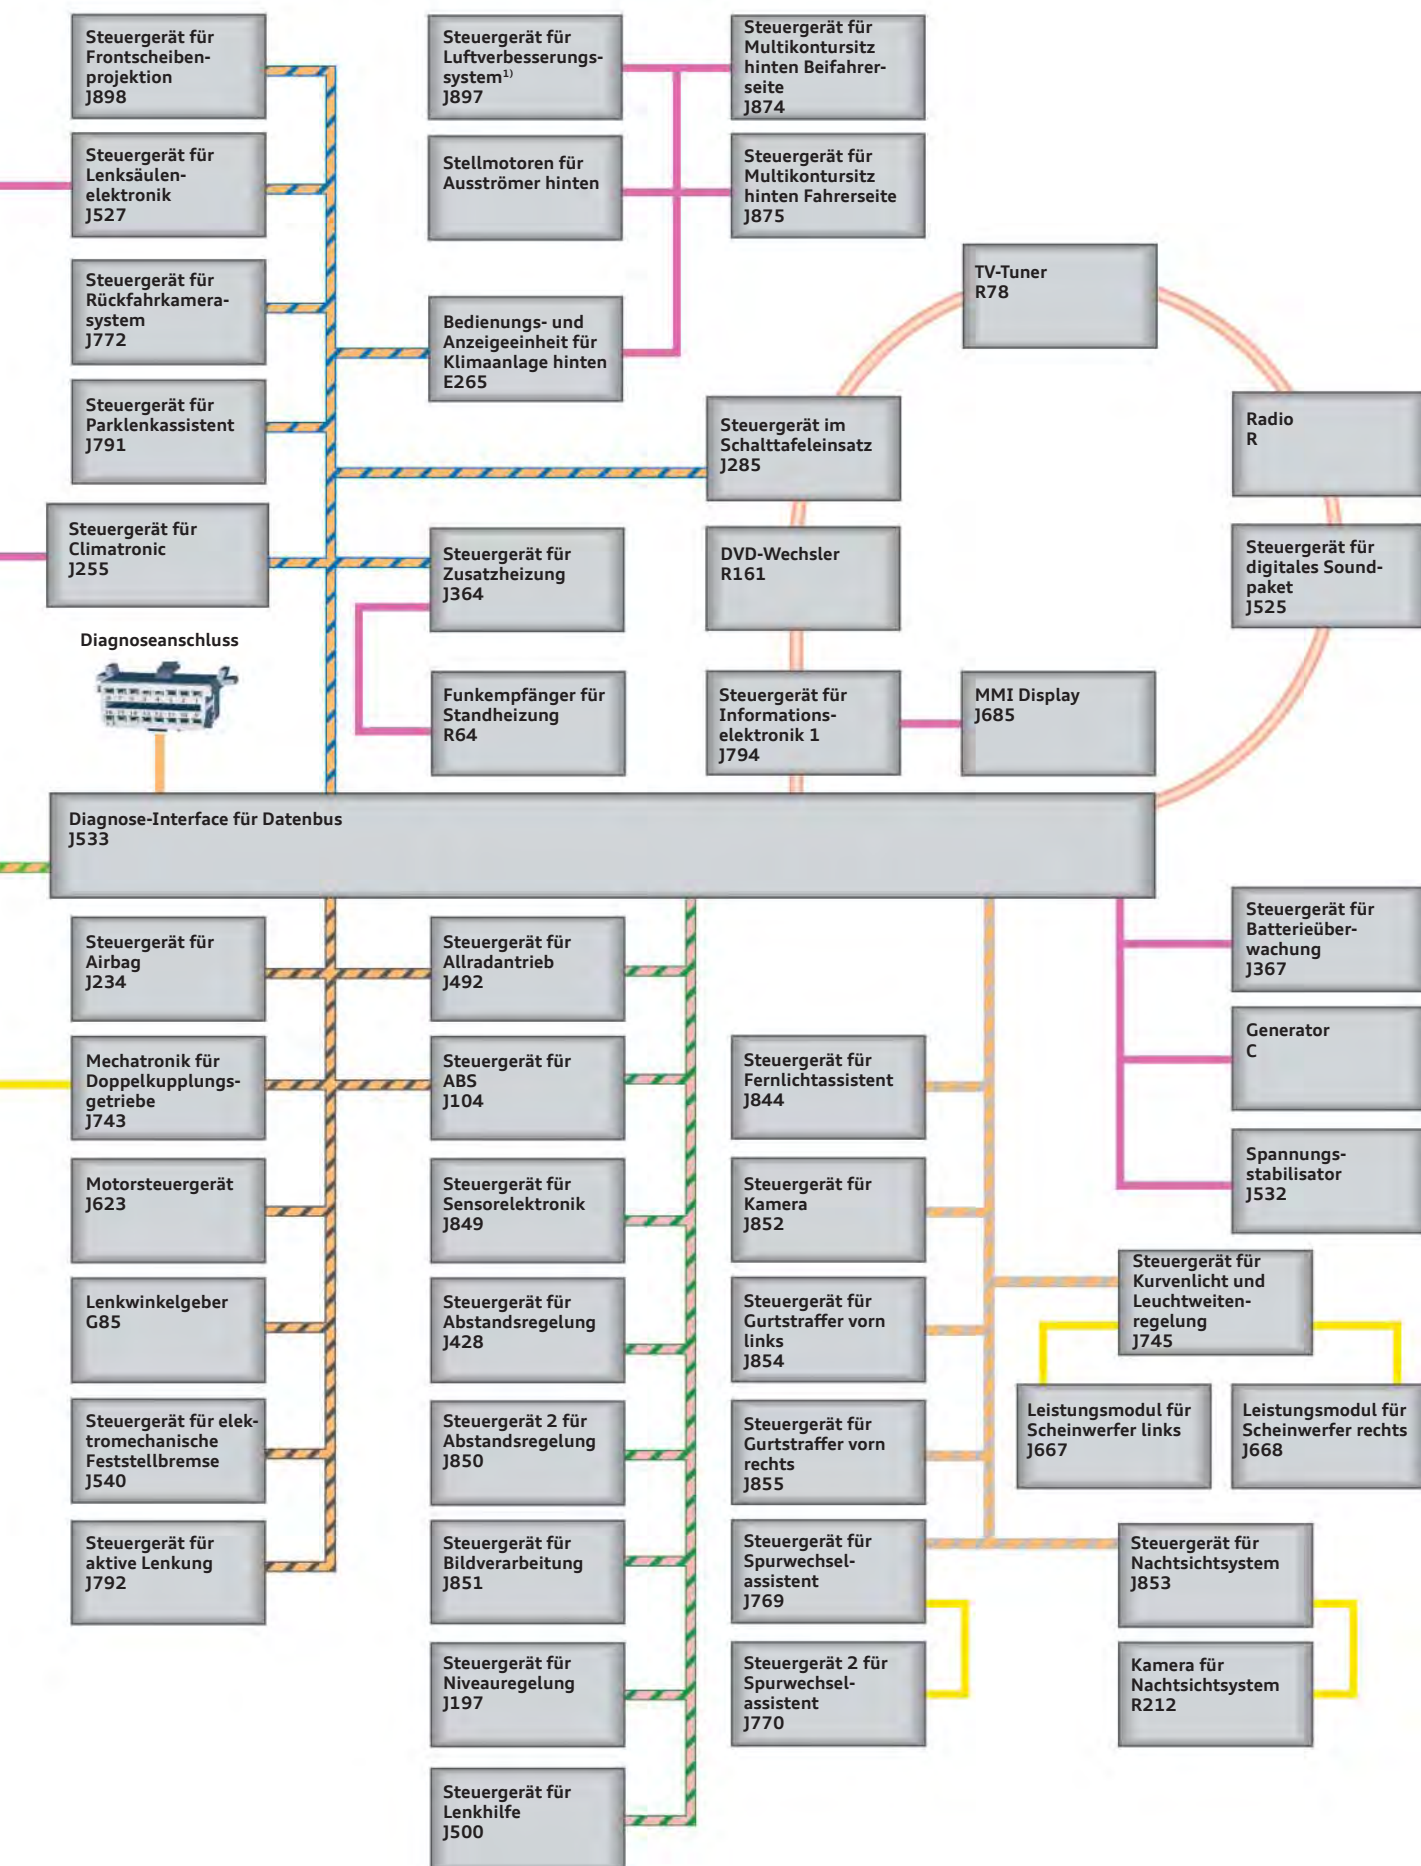 Steuergerät für
Frontscheiben-
projektion
J898
Steuergerät für
Luftverbesserungs-
system¹⁾
J897
Steuergerät für
Multikontursitz
hinten Beifahrer-
seite
J874
Steuergerät für
Lenksäulen-
elektronik
J527
Stellmotoren für
Ausströmer hinten
Steuergerät für
Multikontursitz
hinten Fahrerseite
J875
Steuergerät für
Rückfahrkamera-
system
J772
Bedienungs- und
Anzeigeeinheit für
Klimaanlage hinten
E265
TV-Tuner
R78
Steuergerät für
Parklenkassistent
J791
Steuergerät im
Schalttafeleinsatz
J285
Radio
R
Steuergerät für
Climatronic
J255
Steuergerät für
Zusatzheizung
J364
DVD-Wechsler
R161
Steuergerät für
digitales Sound-
paket
J525
Diagnoseanschluss
Funkempfänger für
Standheizung
R64
Steuergerät für
Informations-
elektronik 1
J794
MMI Display
J685
Diagnose-Interface für Datenbus
J533
Steuergerät für
Airbag
J234
Steuergerät für
Allradantrieb
J492
Steuergerät für
Batterieüber-
wachung
J367
Mechatronik für
Doppelkupplungs-
getriebe
J743
Steuergerät für
ABS
J104
Steuergerät für
Fernlichtassistent
J844
Generator
C
Motorsteuergerät
J623
Steuergerät für
Sensorelektronik
J849
Steuergerät für
Kamera
J852
Spannungs-
stabilisator
J532
Lenkwinkelgeber
G85
Steuergerät für
Abstandsregelung
J428
Steuergerät für
Gurtstraffer vorn
links
J854
Steuergerät für
Kurvenlicht und
Leuchtweiten-
regelung
J745
Steuergerät für elek-
tromechanische
Feststellbremse
J540
Steuergerät 2 für
Abstandsregelung
J850
Steuergerät für
Gurtstraffer vorn
rechts
J855
Leistungsmodul für
Scheinwerfer links
J667
Leistungsmodul für
Scheinwerfer rechts
J668
Steuergerät für
aktive Lenkung
J792
Steuergerät für
Bildverarbeitung
J851
Steuergerät für
Spurwechsel-
assistent
J769
Steuergerät für
Nachtsichtsystem
J853
Steuergerät für
Niveauregelung
J197
Steuergerät 2 für
Spurwechsel-
assistent
J770
Kamera für
Nachtsichtsystem
R212
Steuergerät für
Lenkhilfe
J500